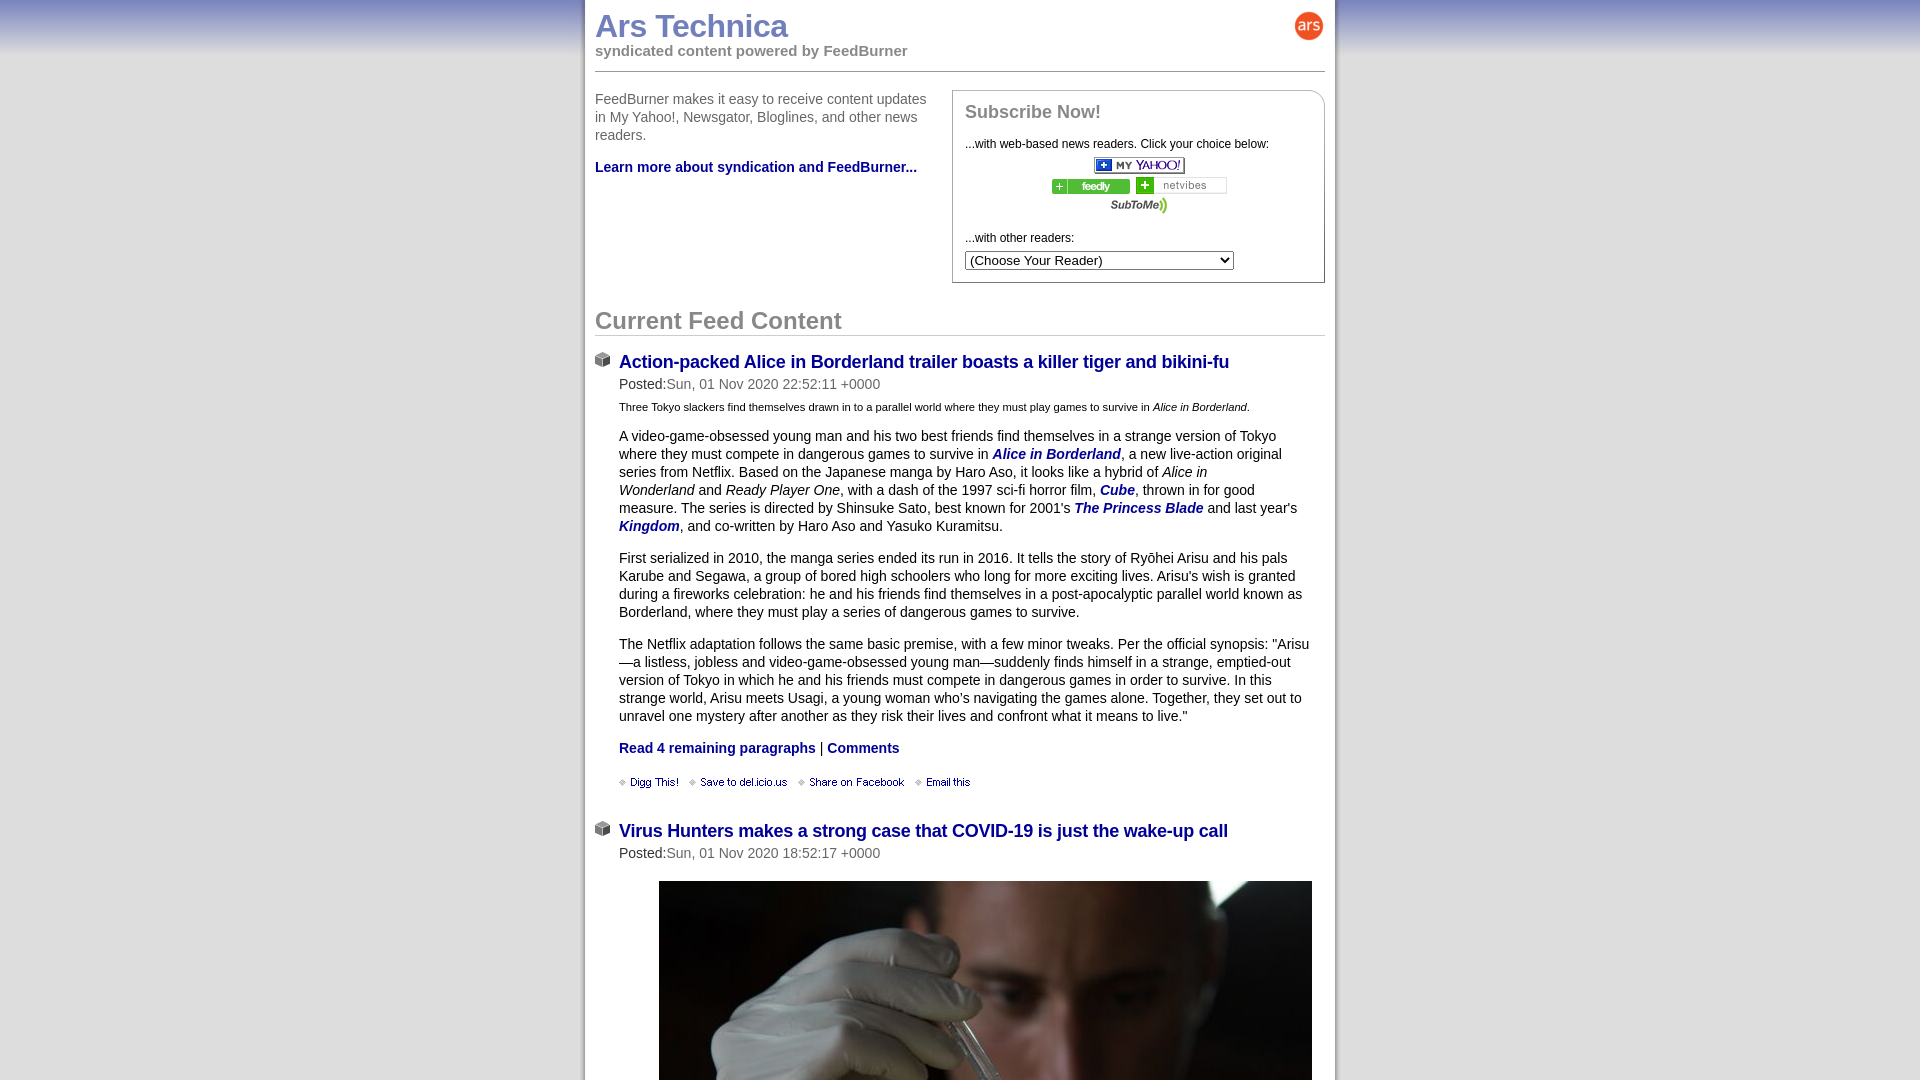 Ars Technica
ars
syndicated content powered by FeedBurner
FeedBurner makes it easy to receive content updates
in My Yahoo!, Newsgator, Bloglines, and other news
readers.
Learn more about syndication and FeedBurner...
Subscribe Now!
...with web-based news readers. Click your choice below:
MY YAHOO!
feedly netvibes
SubToMe
...with other readers:
(Choose Your Reader)
Current Feed Content
Action-packed Alice in Borderland trailer boasts a killer tiger and bikini-fu
Posted:Sun, 01 Nov 2020 22:52:11 +0000
Three Tokyo slackers find themselves drawn in to a parallel world where they must play games to survive in Alice in Borderland.
A video-game-obsessed young man and his two best friends find themselves in a strange version of Tokyo
where they must compete in dangerous games to survive in Alice in Borderland, a new live-action original
series from Netflix. Based on the Japanese manga by Haro Aso, it looks like a hybrid of Alice in
Wonderland and Ready Player One, with a dash of the 1997 sci-fi horror film, Cube, thrown in for good
measure. The series is directed by Shinsuke Sato, best known for 2001's The Princess Blade and last year's
Kingdom, and co-written by Haro Aso and Yasuko Kuramitsu.
First serialized in 2010, the manga series ended its run in 2016. It tells the story of Ryōhei Arisu and his pals
Karube and Segawa, a group of bored high schoolers who long for more exciting lives. Arisu's wish is granted
during a fireworks celebration: he and his friends find themselves in a post-apocalyptic parallel world known as
Borderland, where they must play a series of dangerous games to survive.
The Netflix adaptation follows the same basic premise, with a few minor tweaks. Per the official synopsis: "Arisu
—a listless, jobless and video-game-obsessed young man—suddenly finds himself in a strange, emptied-out
version of Tokyo in which he and his friends must compete in dangerous games in order to survive. In this
strange world, Arisu meets Usagi, a young woman who’s navigating the games alone. Together, they set out to
unravel one mystery after another as they risk their lives and confront what it means to live."
Read 4 remaining paragraphs | Comments
Digg This! Save to del.icio.us Share on Facebook Email this
Virus Hunters makes a strong case that COVID-19 is just the wake-up call
Posted:Sun, 01 Nov 2020 18:52:17 +0000